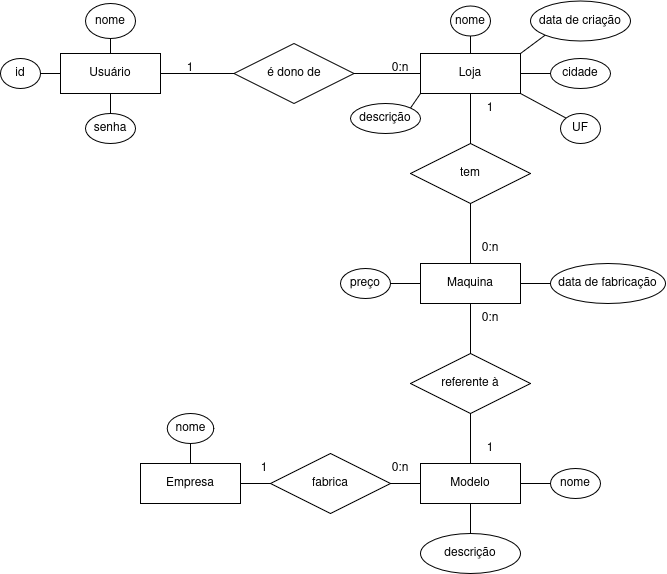 nome
nome
data de criação
id
Usuário
1
é dono de
0:n
Loja
cidade
descrição
1
senha
UF
tem
0:n
preço
Maquina
data de fabricação
0:n
referente à
nome
1
Empresa
1
fabrica
0:n
Modelo
nome
descrição